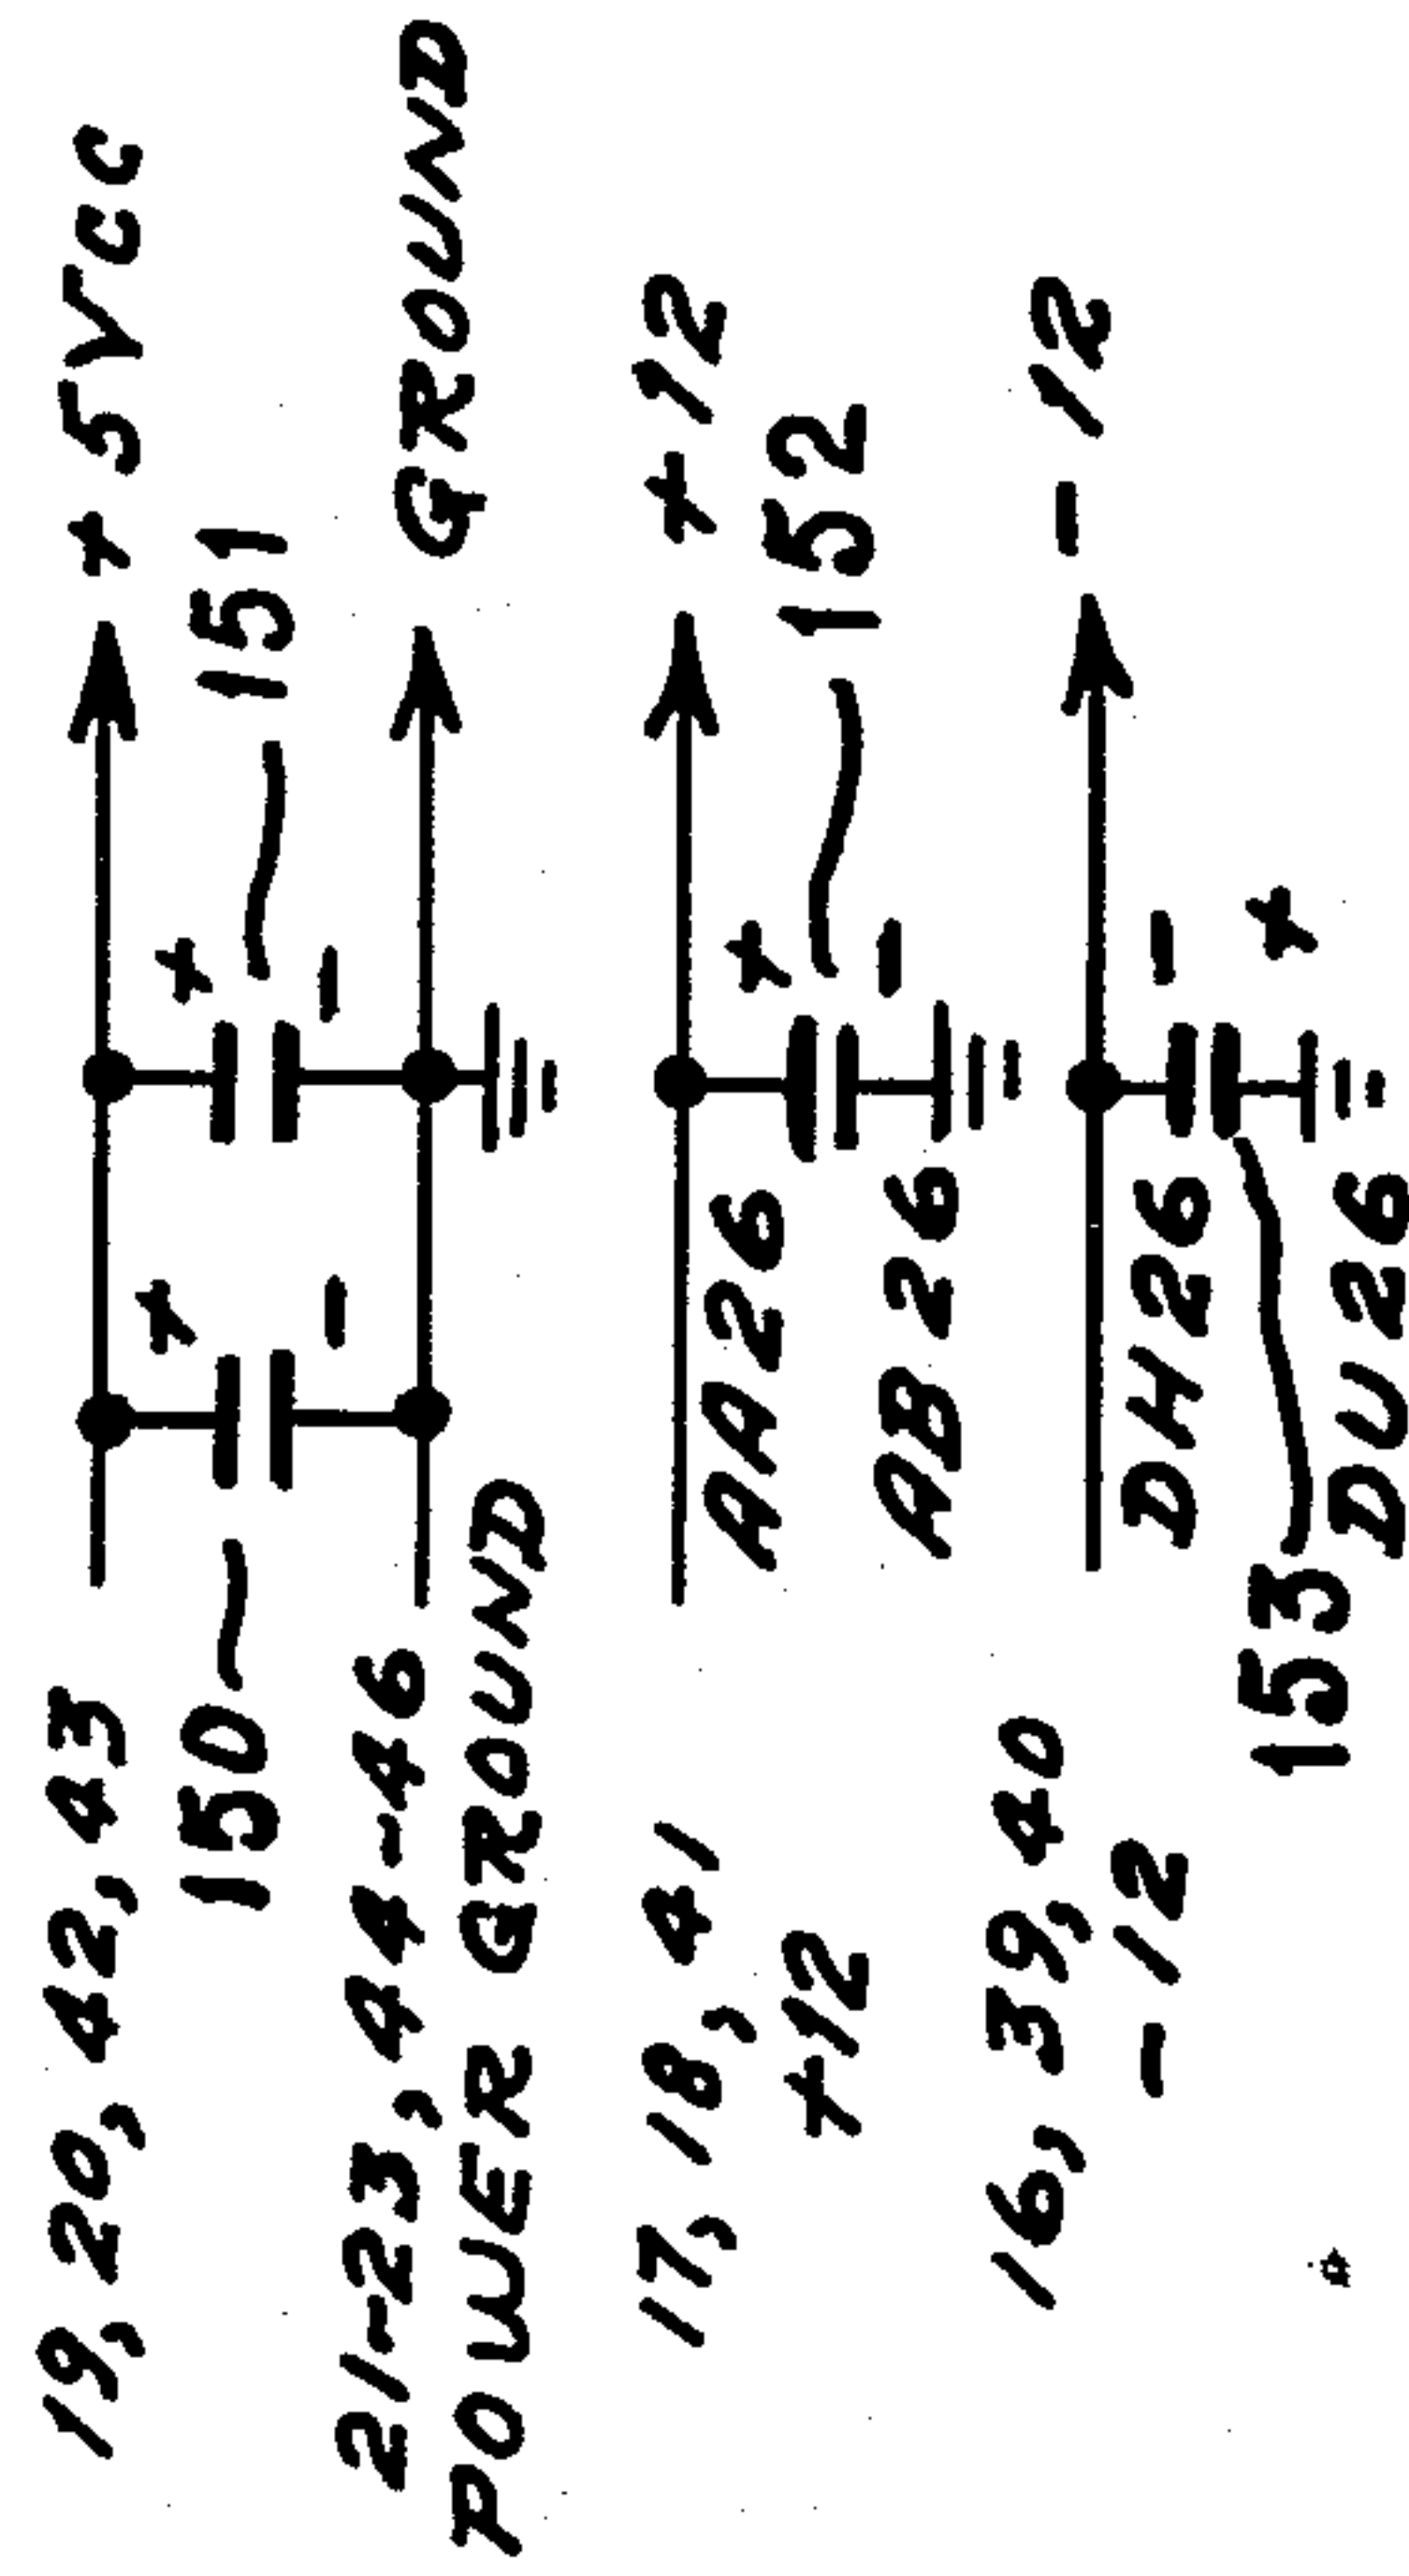 19, 20, 42, 43
+ 5VCC
150
+
-
+
-
151
21-23, 44-46
GROUND
POWER GROUND
17, 18, 41
+12
+12
AA26
+
-
152
AB26
16, 39, 40
- 12
- 12
DH26
-
+
153
DU26